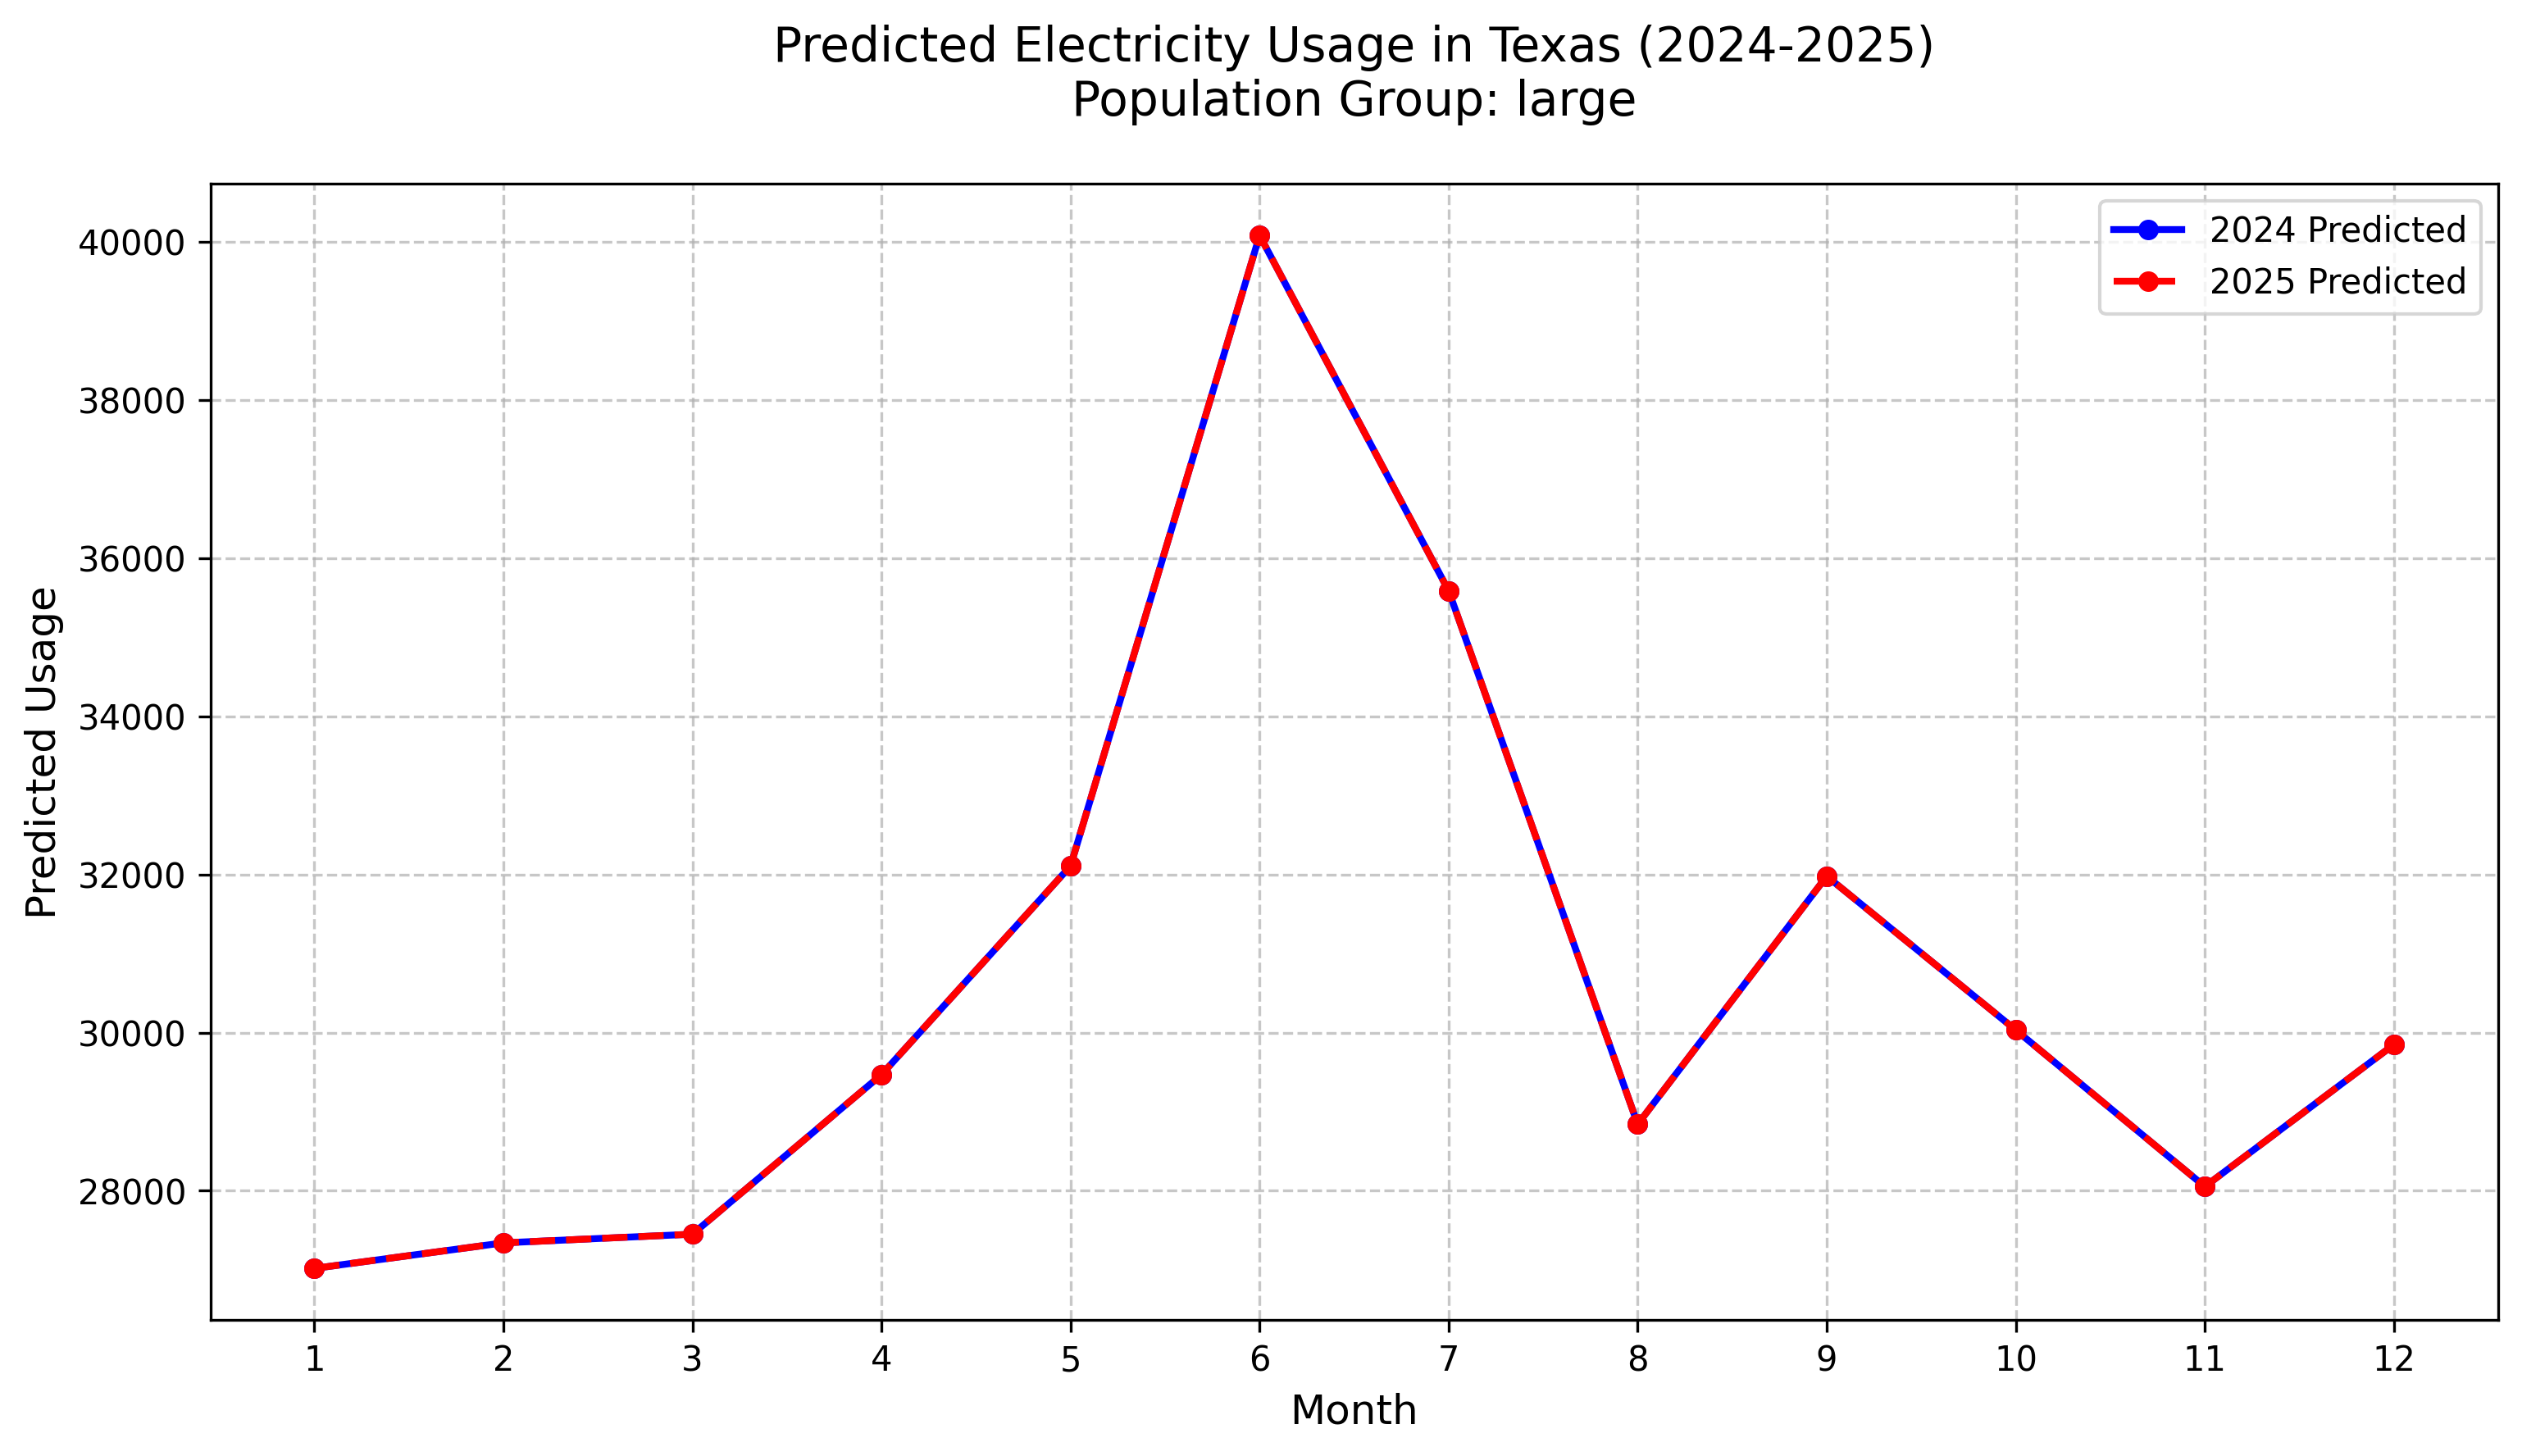 Predicted Electricity Usage in Texas (2024-2025)
Population Group: large
2024 Predicted
2025 Predicted
Predicted Usage
40000
38000
36000
34000
32000
30000
28000
1 2 3 4 5 6 7 8 9 10 11 12
Month